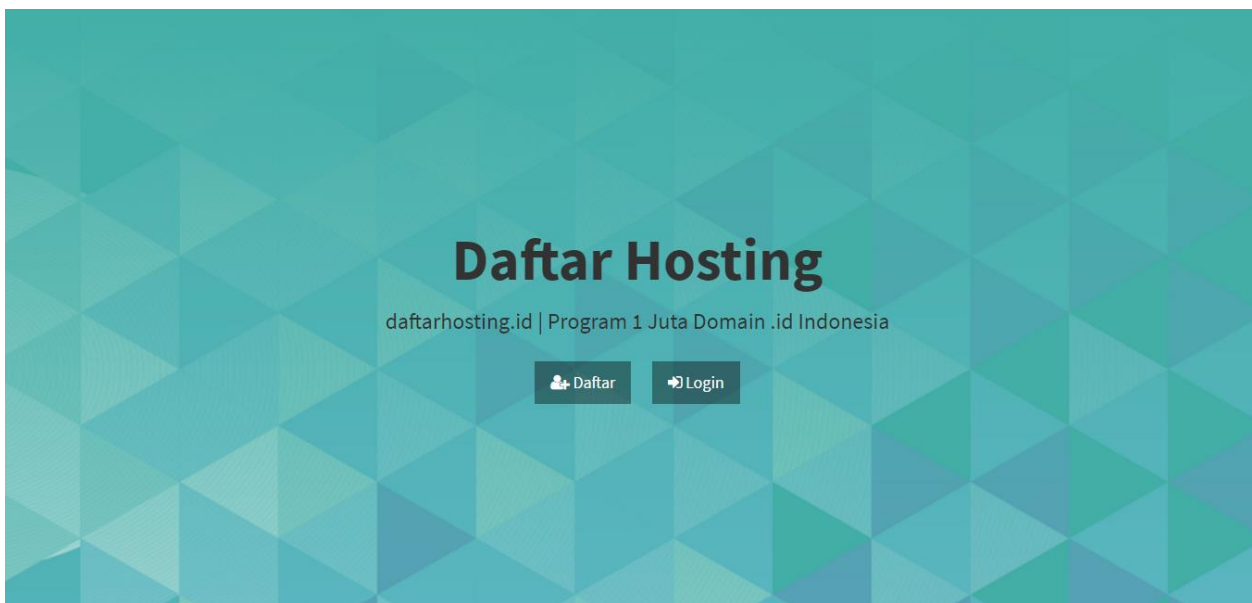 Daftar Hosting
daftarhosting.id | Program 1 Juta Domain .id Indonesia
Daftar Login